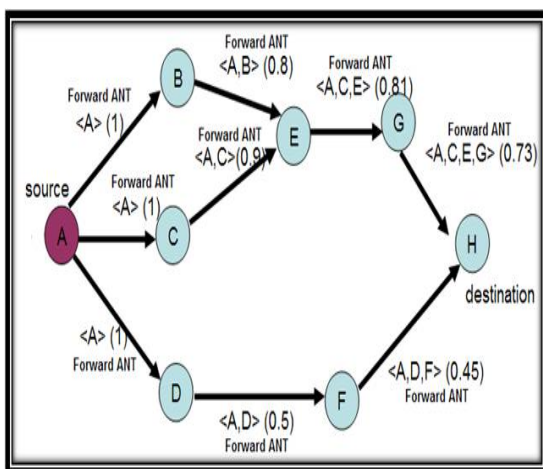 Forward ANT
<A,B> (0.8)
Forward ANT
<A,C,E> (0.81)
B
Forward ANT
<A> (1)
Forward ANT
<A,C>(0.9)
E
G
Forward ANT
<A,C,E,G> (0.73)
source
Forward ANT
<A> (1)
A
C
H
destination
<A> (1)
Forward ANT
D
F
<A,D> (0.5)
Forward ANT
<A,D,F> (0.45)
Forward ANT